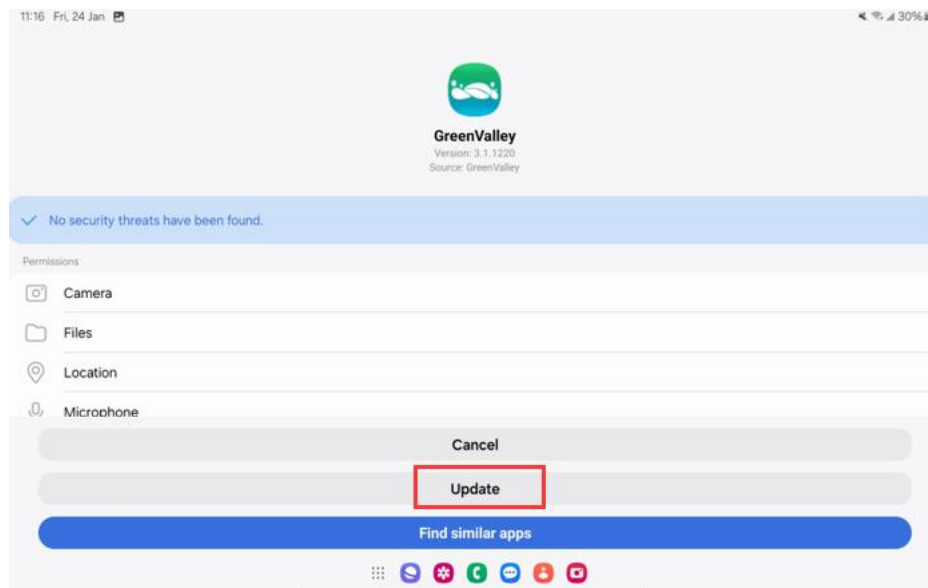 11:16 Fri, 24 Jan
30%
GreenValley
Version: 3.1.1220
Source: GreenValley
No security threats have been found.
Permissions
Camera
Files
Location
Microphone
Cancel
Update
Find similar apps